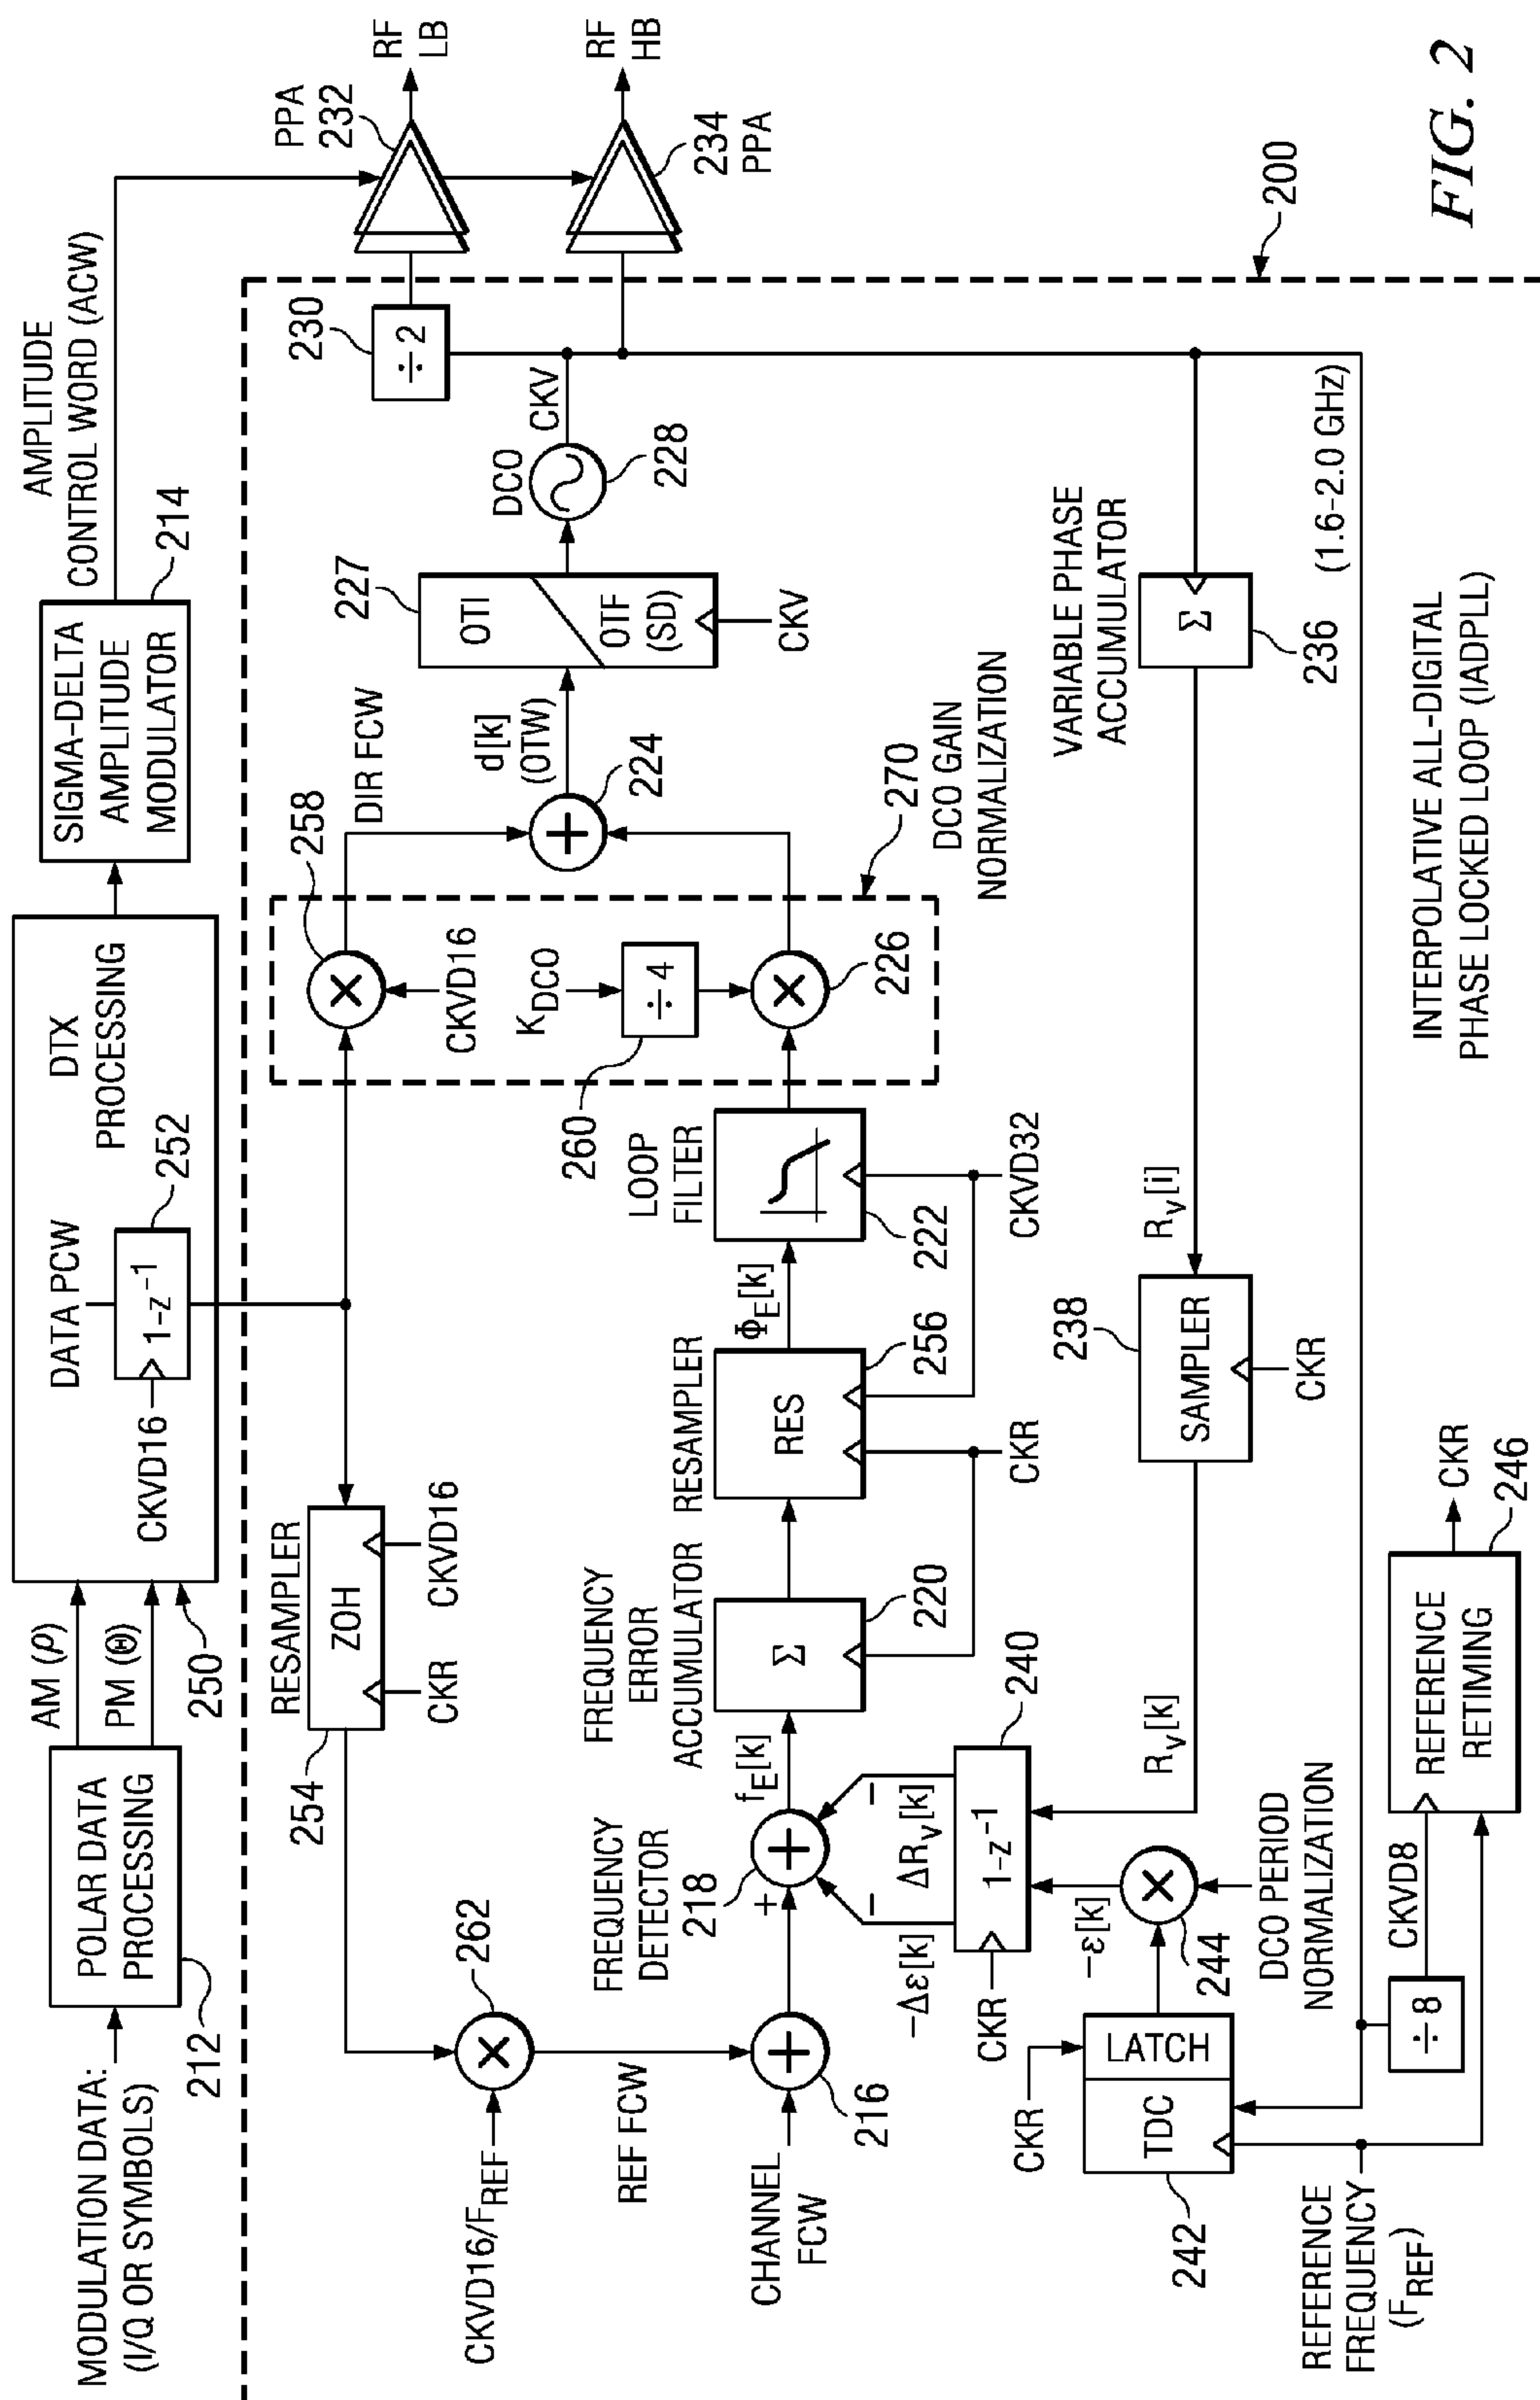 MODULATION DATA:
(I/Q OR SYMBOLS)
POLAR DATA
PROCESSING
212
AM (ρ)
PM (Θ)
250
DATA PCW
CKVD16
1-z⁻¹
252
DTX
PROCESSING
SIGMA-DELTA
AMPLITUDE
MODULATOR
214
AMPLITUDE
CONTROL WORD (ACW)
PPA
232
RF
LB
RF
HB
234
PPA
230
÷2
RESAMPLER
254
ZOH
CKR
CKVD16
258
DIR FCW
CKVD16
K_DCO
÷4
260
226
270
DCO GAIN
NORMALIZATION
d[k]
(OTW)
224
227
OTI
OTF
(SD)
CKV
DCO
228
CKV
CKVD16/F_REF
262
REF FCW
CHANNEL
FCW
216
FREQUENCY
DETECTOR
218
+
−
−
f_E[k]
FREQUENCY
ERROR
ACCUMULATOR
Σ
220
RESAMPLER
RES
256
CKR
Φ_E[k]
LOOP
FILTER
222
CKVD32
-Δε[k]
ΔR_V[k]
1-z⁻¹
240
CKR
CKR
TDC
LATCH
242
-ε[k]
244
DCO PERIOD
NORMALIZATION
R_V[k]
238
SAMPLER
CKR
R_V[i]
VARIABLE PHASE
ACCUMULATOR
Σ
236
(1.6-2.0 GHz)
REFERENCE
FREQUENCY
(F_REF)
÷8
CKVD8
REFERENCE
RETIMING
246
CKR
INTERPOLATIVE ALL-DIGITAL
PHASE LOCKED LOOP (IADPLL)
200
FIG. 2